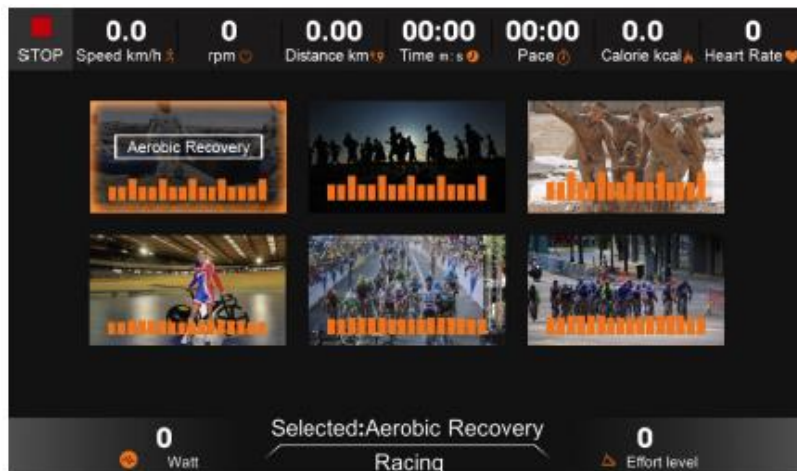 0.0 0 0.00 00:00 00:00 0.0 0
STOP Speed km/h rpm Distance km Time m:s Pace Calorie kcal Heart Rate
Aerobic Recovery
Selected:Aerobic Recovery
0 0
Watt Racing Effort level